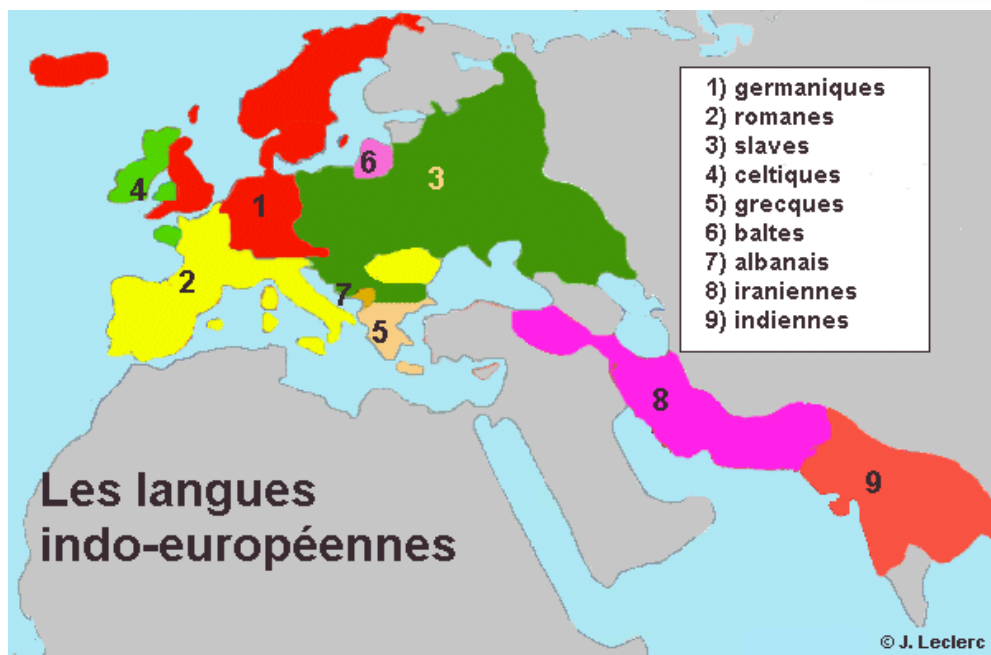 1) germaniques
2) romanes
3) slaves
4) celtiques
5) grecques
6) baltes
7) albanais
8) iraniennes
9) indiennes
6
3
4
1
2
7
5
8
9
Les langues
indo-européennes
© J. Leclerc